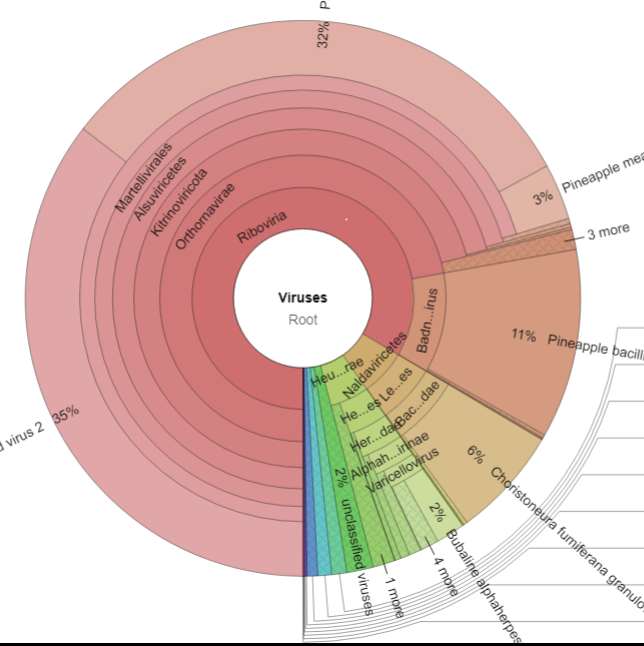 P
32%
Martellivirales
Alsuviricetes
Kitrinoviricota
Orthornavirae
Riboviria
Viruses
Root
3% Pineapple mea
3 more
Badn...irus
11% Pineapple bacill
Naldaviricetes
Le...es
Bac...dae
6% Choristoneura fumiferana granulo
Heu...rae
He...es
Her...dae
Alphah...irinae
Varicellovirus
2% Bubaline alphaherpes
4 more
1 more
2% unclassified viruses
d virus 2 35%